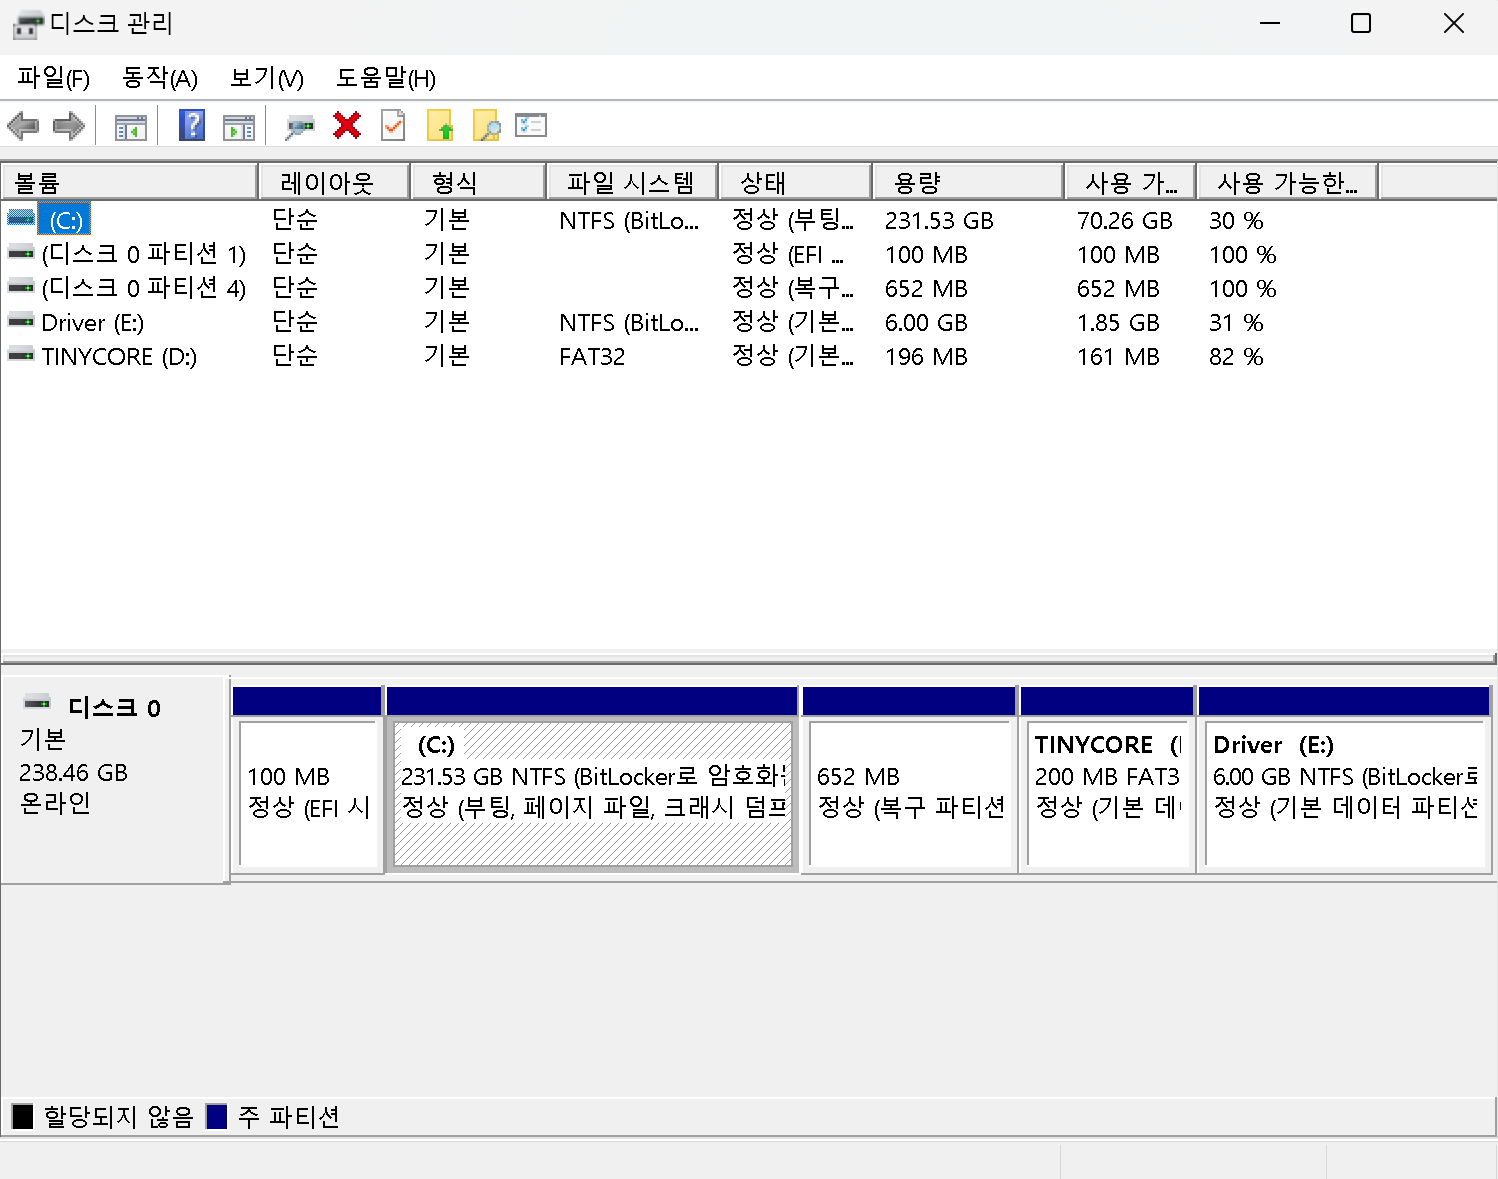 디스크 관리
파일(F) 동작(A) 보기(V) 도움말(H)
볼륨 레이아웃 형식 파일 시스템 상태 용량 사용 가... 사용 가능한...
(C:) 단순 기본 NTFS (BitLo... 정상 (부팅... 231.53 GB 70.26 GB 30 %
(디스크 0 파티션 1) 단순 기본 정상 (EFI ... 100 MB 100 MB 100 %
(디스크 0 파티션 4) 단순 기본 정상 (복구... 652 MB 652 MB 100 %
Driver (E:) 단순 기본 NTFS (BitLo... 정상 (기본... 6.00 GB 1.85 GB 31 %
TINYCORE (D:) 단순 기본 FAT32 정상 (기본... 196 MB 161 MB 82 %
디스크 0
기본
238.46 GB
온라인
100 MB
정상 (EFI 시
(C:)
231.53 GB NTFS (BitLocker로 암호화
정상 (부팅, 페이지 파일, 크래시 덤프
652 MB
정상 (복구 파티션
TINYCORE (
200 MB FAT3
정상 (기본 데
Driver (E:)
6.00 GB NTFS (BitLocker로
정상 (기본 데이터 파티션
할당되지 않음 주 파티션